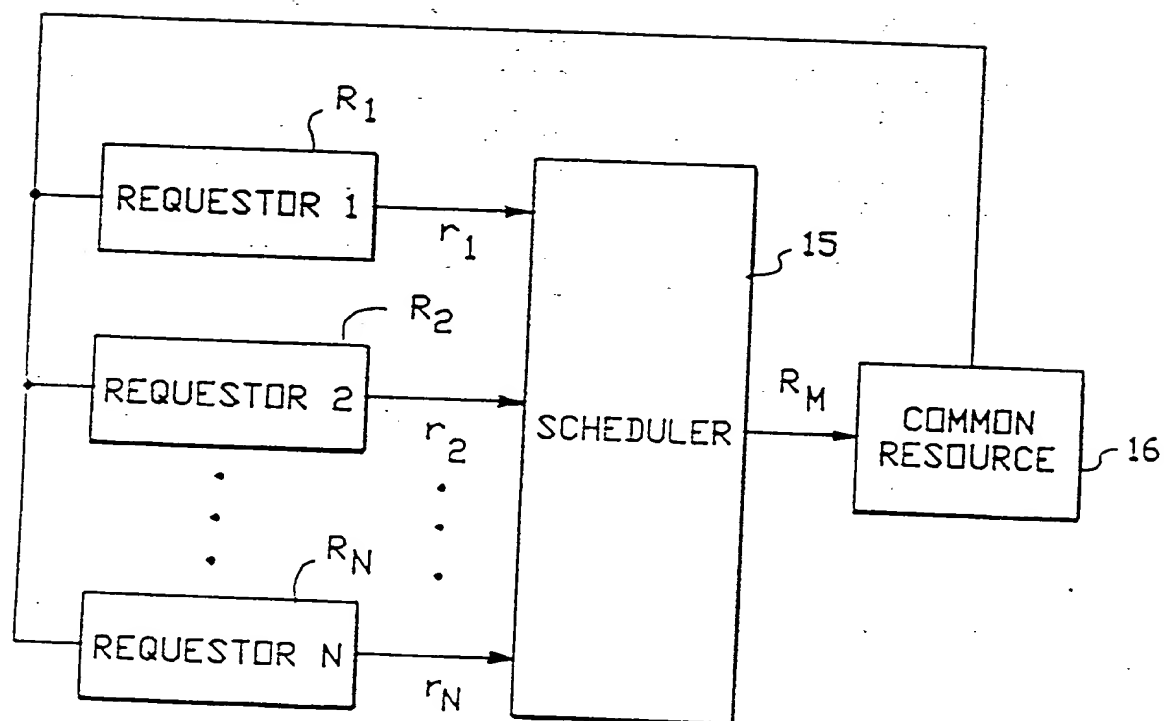 R1
REQUESTOR 1
r1
15
R2
REQUESTOR 2
r2
SCHEDULER
RM
COMMON
RESOURCE
16
RN
REQUESTOR N
rN